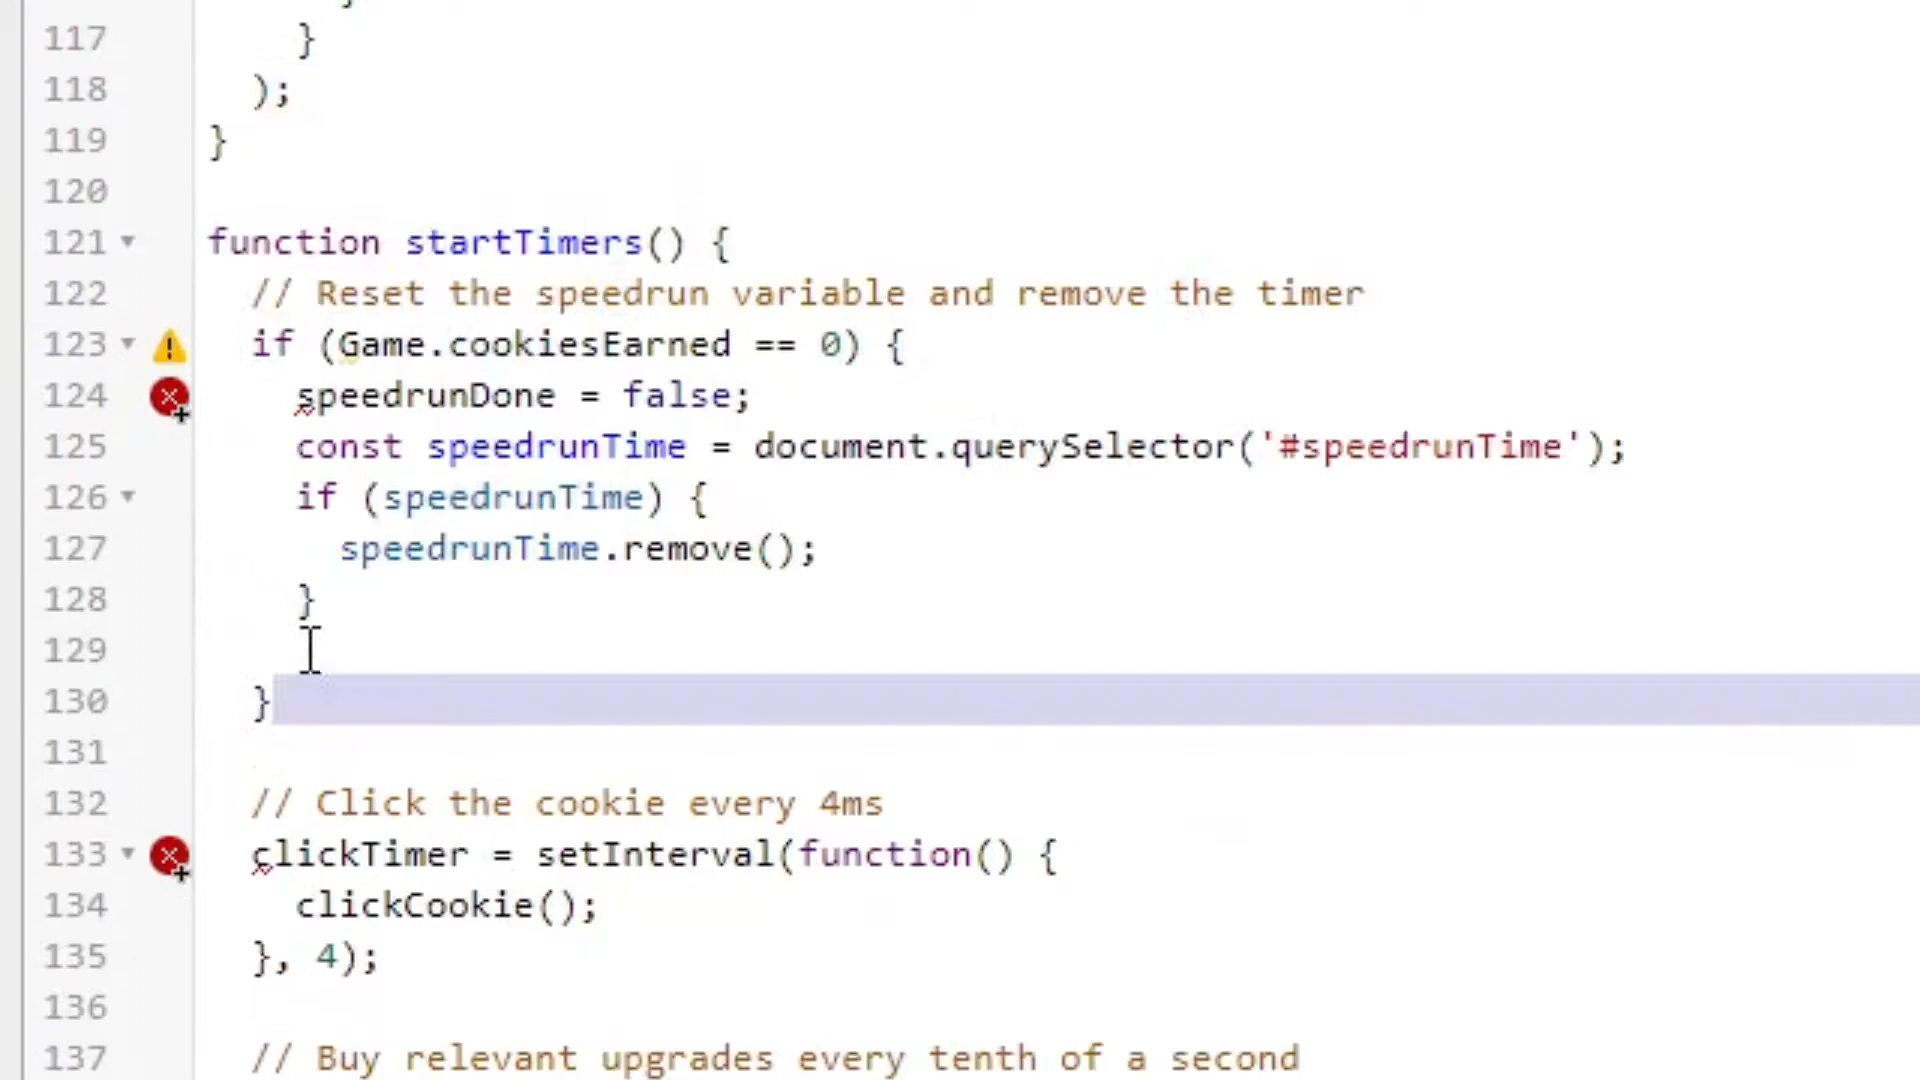 117 }
118 );
119 }
120
121 function startTimers() {
122 // Reset the speedrun variable and remove the timer
123 if (Game.cookiesEarned == 0) {
124 speedrunDone = false;
125 const speedrunTime = document.querySelector('#speedrunTime');
126 if (speedrunTime) {
127 speedrunTime.remove();
128 }
129
130 }
131
132 // Click the cookie every 4ms
133 clickTimer = setInterval(function() {
134 clickCookie();
135 }, 4);
136
137 // Buy relevant upgrades every tenth of a second